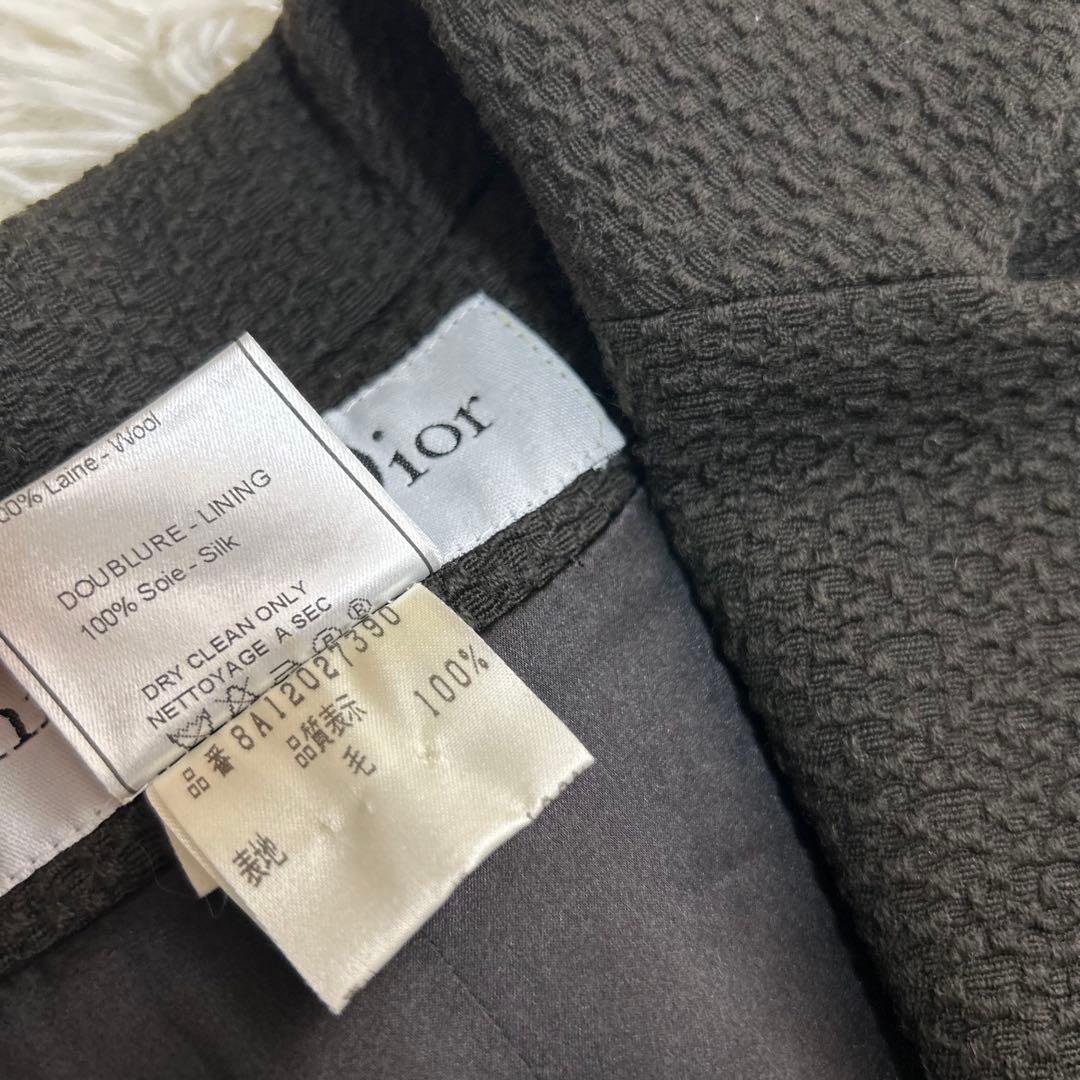 Dior
00% Laine - Wool
DOUBLURE - LINING
100% Soie - Silk
DRY CLEAN ONLY
NETTOYAGE A SEC
品番 8A12027390
品質表示
表地 毛 100%